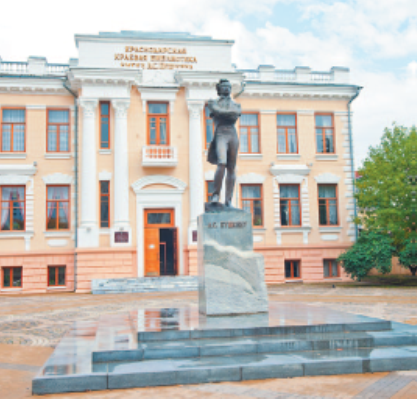 КРАСНОДАРСКАЯ
КРАЕВАЯ БИБЛИОТЕКА
ИМЕНИ А.С.ПУШКИНА
А.С. ПУШКИН